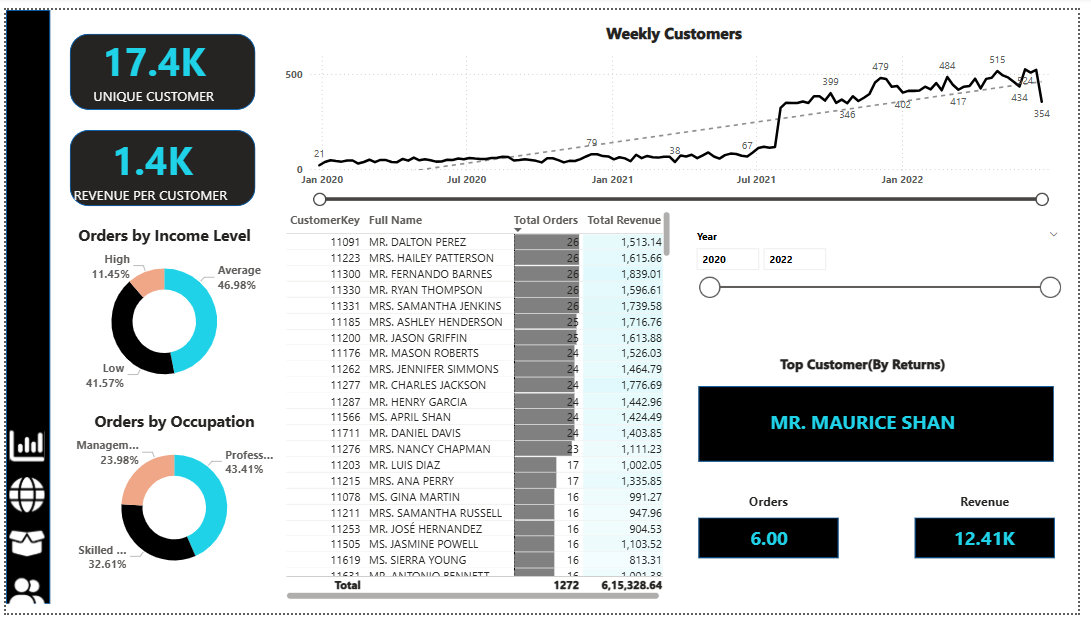 17.4K
UNIQUE CUSTOMER
1.4K
REVENUE PER CUSTOMER
Weekly Customers
500
0
21
79
38
67
399
346
479
402
484
417
515
434
524
354
Jan 2020
Jul 2020
Jan 2021
Jul 2021
Jan 2022
Orders by Income Level
High
11.45%
Average
46.98%
Low
41.57%
Orders by Occupation
Managem...
23.98%
Profess...
43.41%
Skilled ...
32.61%
CustomerKey Full Name Total Orders Total Revenue
11091 MR. DALTON PEREZ 26 1,513.14
11223 MRS. HAILEY PATTERSON 26 1,615.66
11300 MR. FERNANDO BARNES 26 1,839.01
11330 MR. RYAN THOMPSON 26 1,596.61
11331 MRS. SAMANTHA JENKINS 26 1,739.58
11185 MRS. ASHLEY HENDERSON 25 1,716.76
11200 MR. JASON GRIFFIN 25 1,613.88
11176 MR. MASON ROBERTS 24 1,526.03
11262 MRS. JENNIFER SIMMONS 24 1,464.79
11277 MR. CHARLES JACKSON 24 1,776.69
11287 MR. HENRY GARCIA 24 1,442.96
11566 MS. APRIL SHAN 24 1,424.49
11711 MR. DANIEL DAVIS 24 1,403.85
11276 MRS. NANCY CHAPMAN 23 1,111.23
11203 MR. LUIS DIAZ 17 1,002.05
11215 MRS. ANA PERRY 17 1,335.85
11078 MS. GINA MARTIN 16 991.27
11211 MRS. SAMANTHA RUSSELL 16 947.96
11253 MR. JOSÉ HERNANDEZ 16 904.53
11505 MS. JASMINE POWELL 16 1,103.52
11619 MS. SIERRA YOUNG 16 813.31
11631 MR. ANTONIO BENNETT 16 1,001.38
Total 1272 6,15,328.64
Year
2020 2022
Top Customer(By Returns)
MR. MAURICE SHAN
Orders Revenue
6.00 12.41K